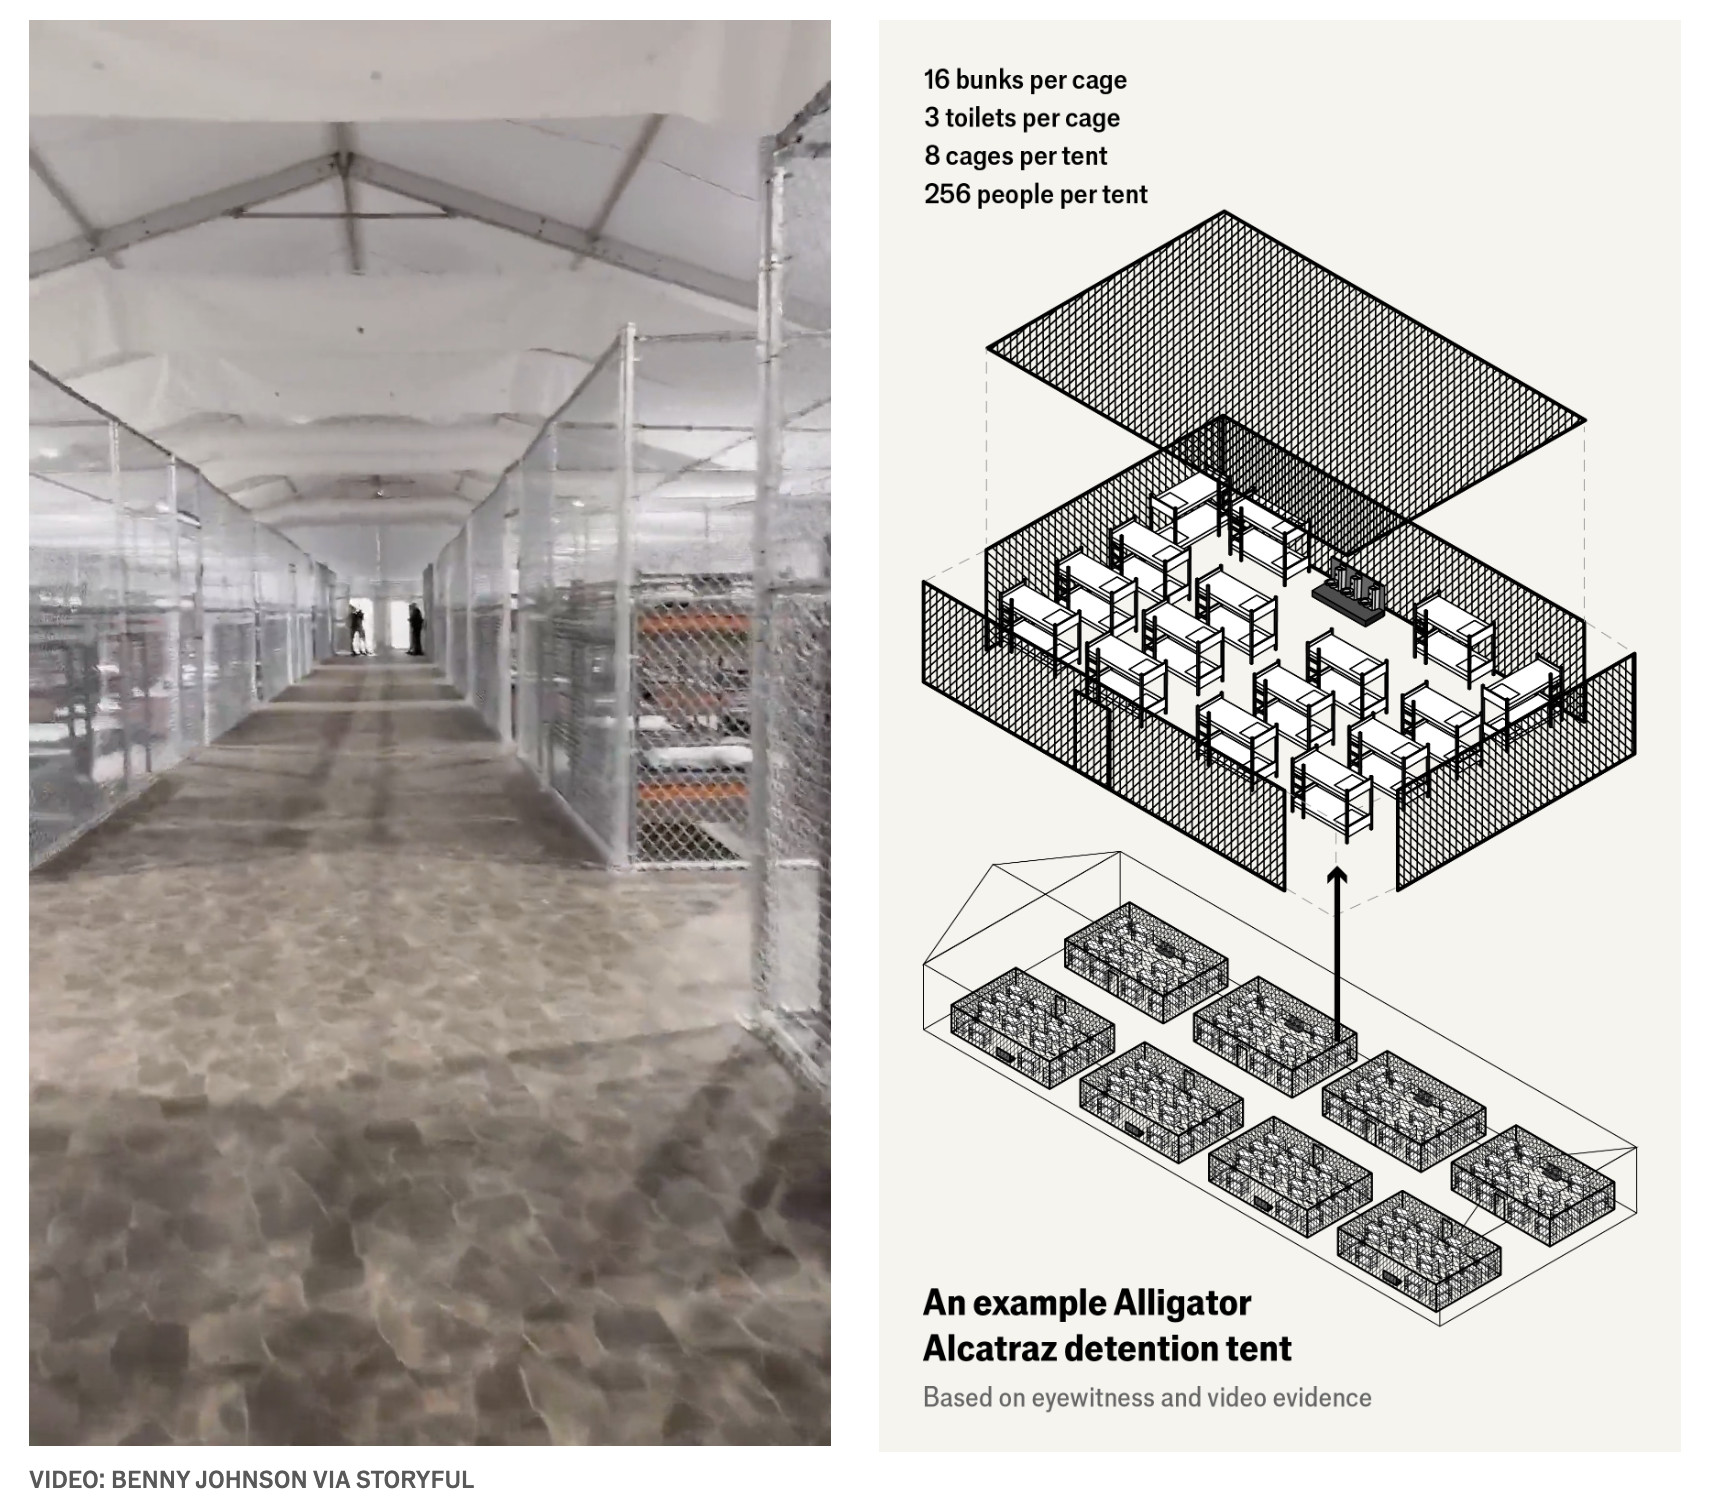 16 bunks per cage
3 toilets per cage
8 cages per tent
256 people per tent
An example Alligator
Alcatraz detention tent
Based on eyewitness and video evidence
VIDEO: BENNY JOHNSON VIA STORYFUL